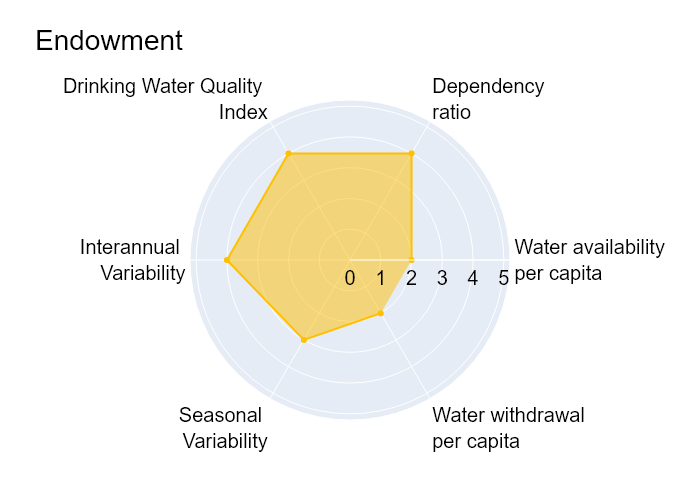 Endowment
Drinking Water Quality
Index
Dependency
ratio
Interannual
Variability
Water availability
per capita
0 1 2 3 4 5
Seasonal
Variability
Water withdrawal
per capita